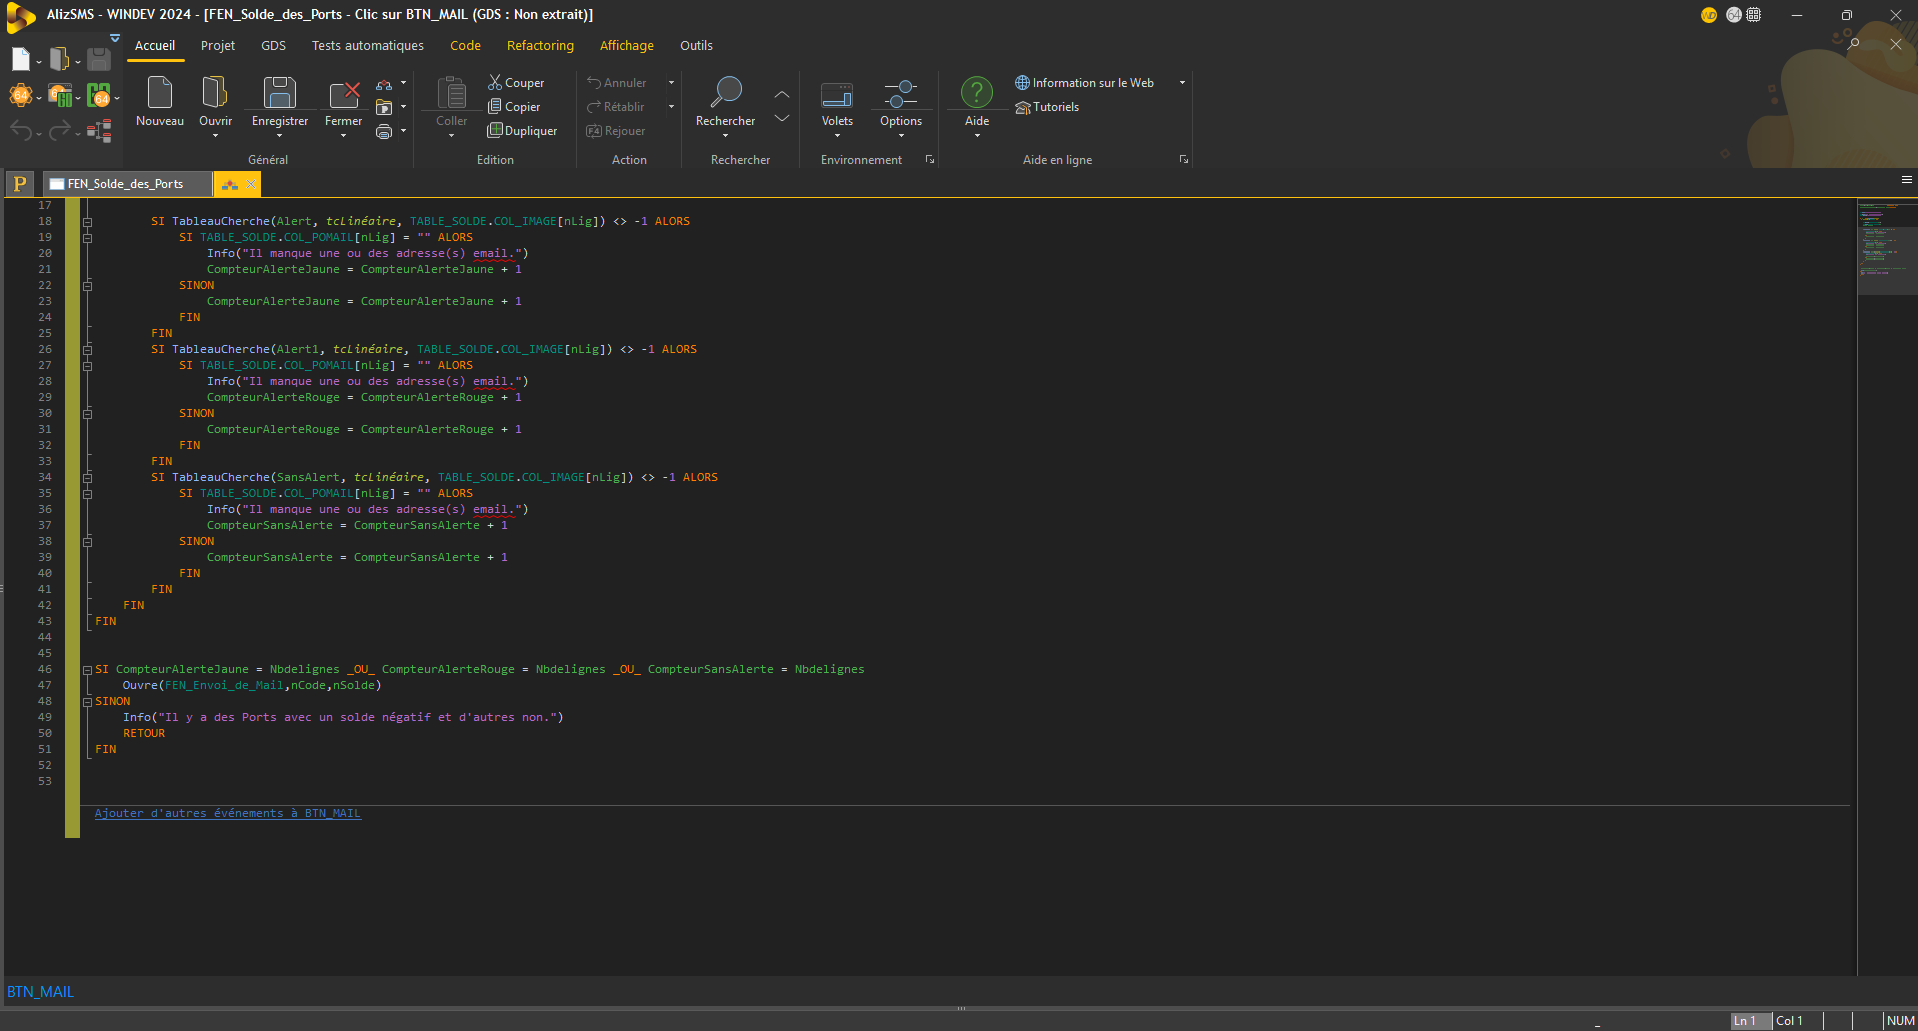 AlizSMS - WINDEV 2024 - [FEN_Solde_des_Ports - Clic sur BTN_MAIL (GDS : Non extrait)]
WD 64
Accueil Projet GDS Tests automatiques Code Refactoring Affichage Outils
64 GO GO 64
Nouveau Ouvrir Enregistrer Fermer
Général
Coller Couper Copier Dupliquer
Edition
Annuler Rétablir F4 Rejouer
Action
Rechercher
Rechercher
Volets Options
Environnement
Aide Information sur le Web Tutoriels
Aide en ligne
P FEN_Solde_des_Ports
17
18 SI TableauCherche(Alert, tcLinéaire, TABLE_SOLDE.COL_IMAGE[nLig]) <> -1 ALORS
19 SI TABLE_SOLDE.COL_POMAIL[nLig] = "" ALORS
20 Info("Il manque une ou des adresse(s) email.")
21 CompteurAlerteJaune = CompteurAlerteJaune + 1
22 SINON
23 CompteurAlerteJaune = CompteurAlerteJaune + 1
24 FIN
25 FIN
26 SI TableauCherche(Alert1, tcLinéaire, TABLE_SOLDE.COL_IMAGE[nLig]) <> -1 ALORS
27 SI TABLE_SOLDE.COL_POMAIL[nLig] = "" ALORS
28 Info("Il manque une ou des adresse(s) email.")
29 CompteurAlerteRouge = CompteurAlerteRouge + 1
30 SINON
31 CompteurAlerteRouge = CompteurAlerteRouge + 1
32 FIN
33 FIN
34 SI TableauCherche(SansAlert, tcLinéaire, TABLE_SOLDE.COL_IMAGE[nLig]) <> -1 ALORS
35 SI TABLE_SOLDE.COL_POMAIL[nLig] = "" ALORS
36 Info("Il manque une ou des adresse(s) email.")
37 CompteurSansAlerte = CompteurSansAlerte + 1
38 SINON
39 CompteurSansAlerte = CompteurSansAlerte + 1
40 FIN
41 FIN
42 FIN
43 FIN
44
45
46 SI CompteurAlerteJaune = Nbdelignes _OU_ CompteurAlerteRouge = Nbdelignes _OU_ CompteurSansAlerte = Nbdelignes
47 Ouvre(FEN_Envoi_de_Mail,nCode,nSolde)
48 SINON
49 Info("Il y a des Ports avec un solde négatif et d'autres non.")
50 RETOUR
51 FIN
52
53
Ajouter d'autres événements à BTN_MAIL
BTN_MAIL
Ln 1 Col 1 NUM